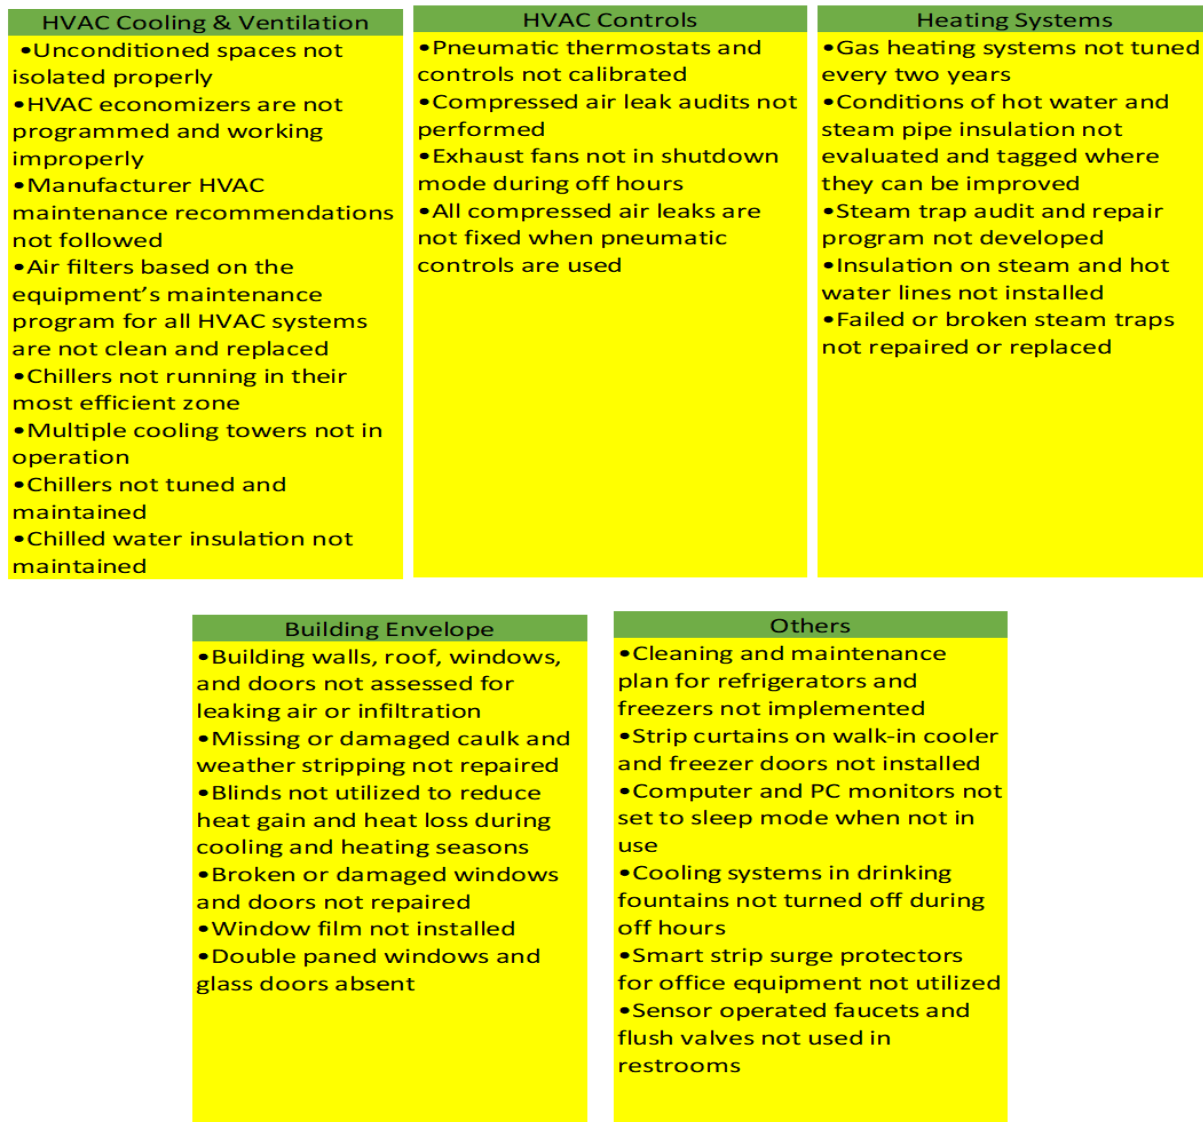 HVAC Cooling & Ventilation
•Unconditioned spaces not
isolated properly
•HVAC economizers are not
programmed and working
improperly
•Manufacturer HVAC
maintenance recommendations
not followed
•Air filters based on the
equipment’s maintenance
program for all HVAC systems
are not clean and replaced
•Chillers not running in their
most efficient zone
•Multiple cooling towers not in
operation
•Chillers not tuned and
maintained
•Chilled water insulation not
maintained
HVAC Controls
•Pneumatic thermostats and
controls not calibrated
•Compressed air leak audits not
performed
•Exhaust fans not in shutdown
mode during off hours
•All compressed air leaks are
not fixed when pneumatic
controls are used
Heating Systems
•Gas heating systems not tuned
every two years
•Conditions of hot water and
steam pipe insulation not
evaluated and tagged where
they can be improved
•Steam trap audit and repair
program not developed
•Insulation on steam and hot
water lines not installed
•Failed or broken steam traps
not repaired or replaced
Building Envelope
•Building walls, roof, windows,
and doors not assessed for
leaking air or infiltration
•Missing or damaged caulk and
weather stripping not repaired
•Blinds not utilized to reduce
heat gain and heat loss during
cooling and heating seasons
•Broken or damaged windows
and doors not repaired
•Window film not installed
•Double paned windows and
glass doors absent
Others
•Cleaning and maintenance
plan for refrigerators and
freezers not implemented
•Strip curtains on walk-in cooler
and freezer doors not installed
•Computer and PC monitors not
set to sleep mode when not in
use
•Cooling systems in drinking
fountains not turned off during
off hours
•Smart strip surge protectors
for office equipment not utilized
•Sensor operated faucets and
flush valves not used in
restrooms